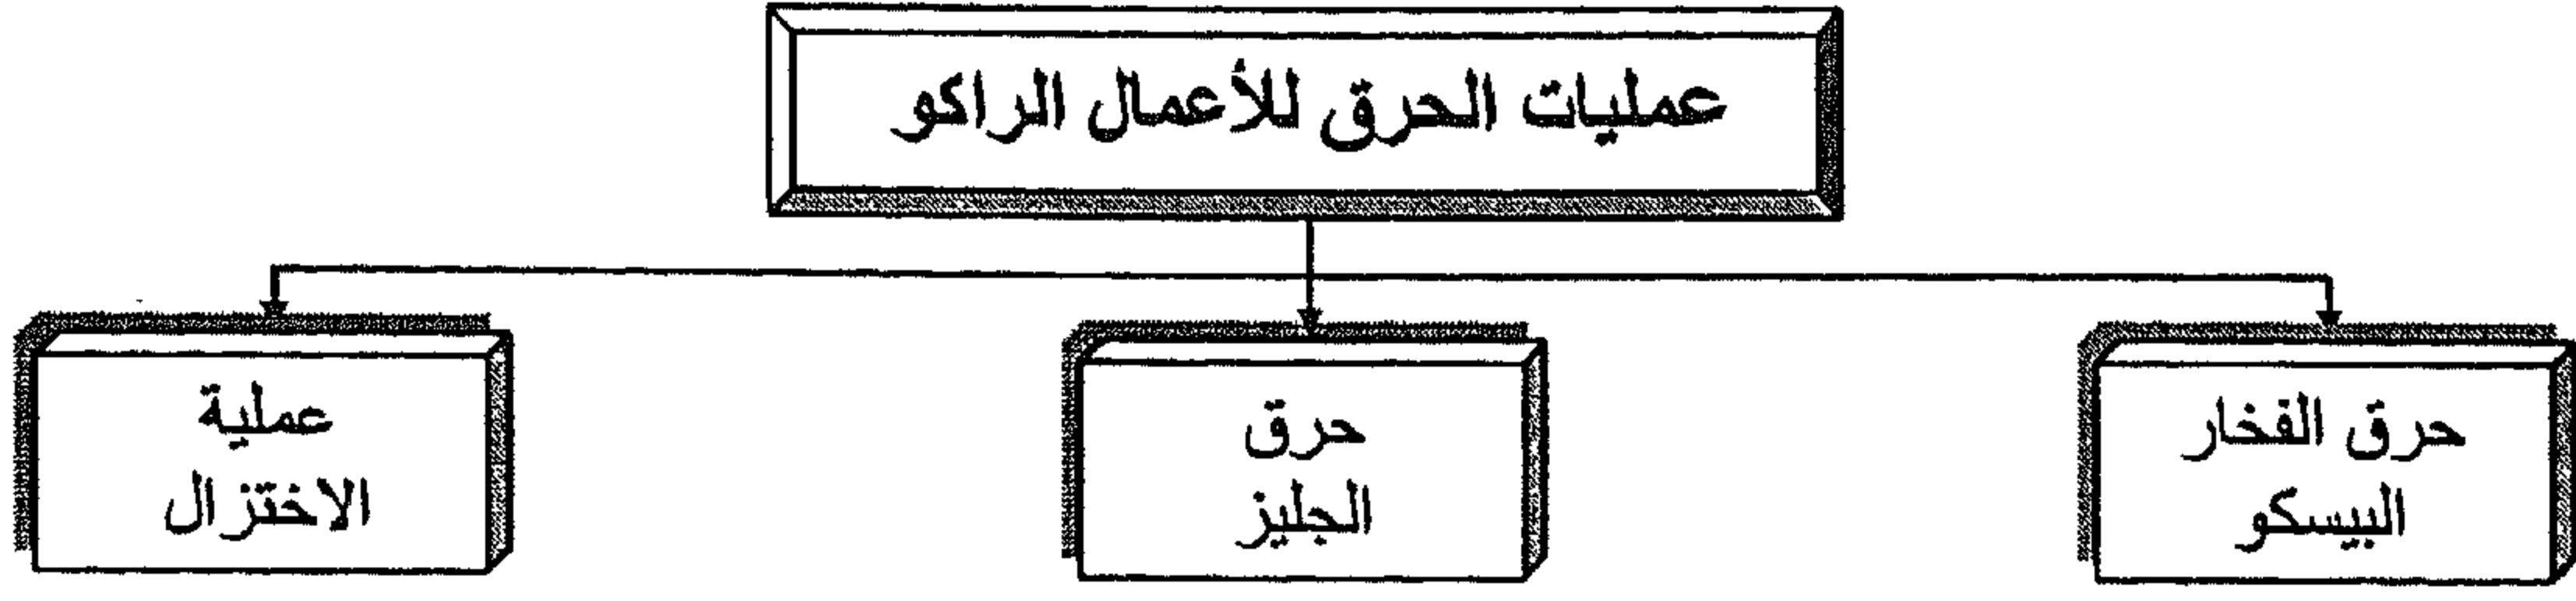 عمليات الحرق للأعمال الراكو
حرق الفخار
البيسكو
حرق
الجليز
عملية
الاختزال